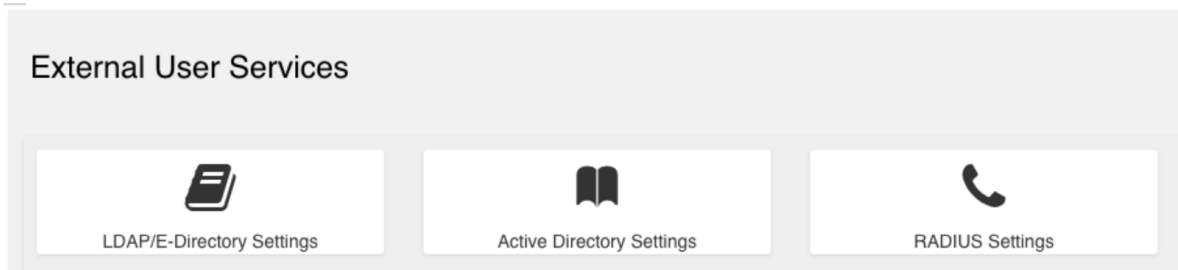 External User Services
LDAP/E-Directory Settings
Active Directory Settings
RADIUS Settings